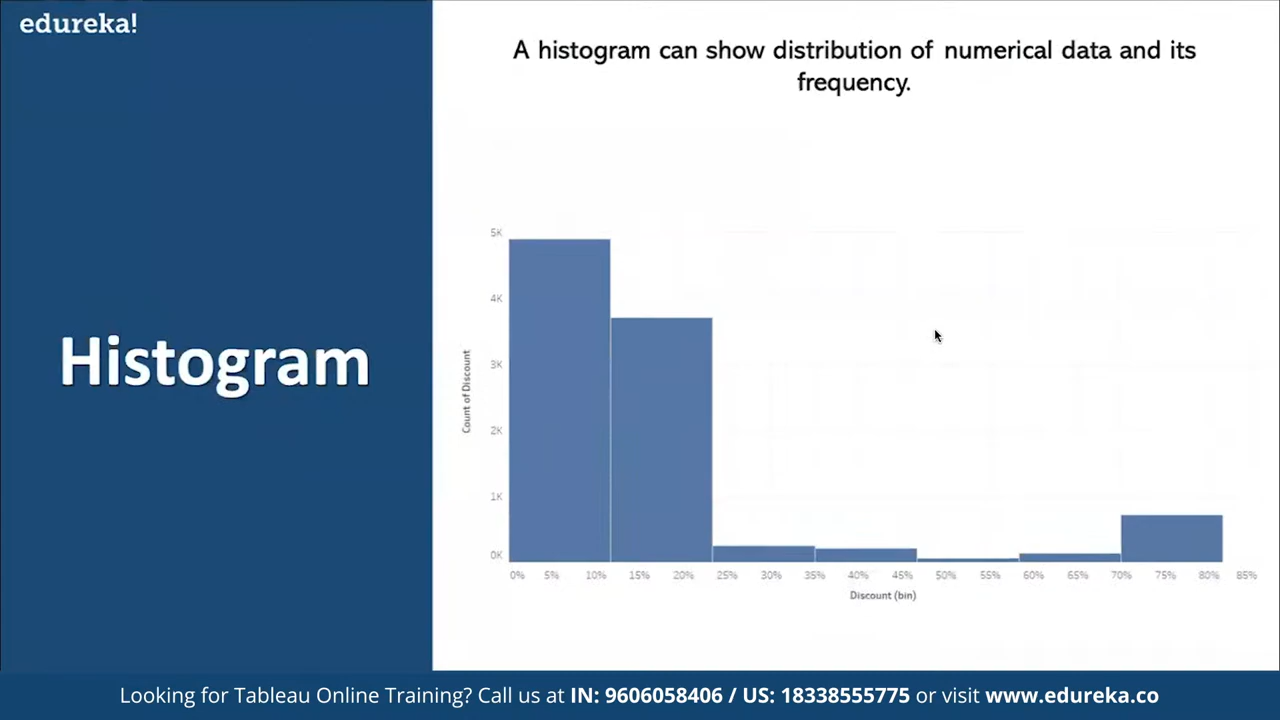 edureka!
A histogram can show distribution of numerical data and its
frequency.
Histogram
Count of Discount
5K
4K
3K
2K
1K
0K
0% 5% 10% 15% 20% 25% 30% 35% 40% 45% 50% 55% 60% 65% 70% 75% 80% 85%
Discount (bin)
Looking for Tableau Online Training? Call us at IN: 9606058406 / US: 18338555775 or visit www.edureka.co